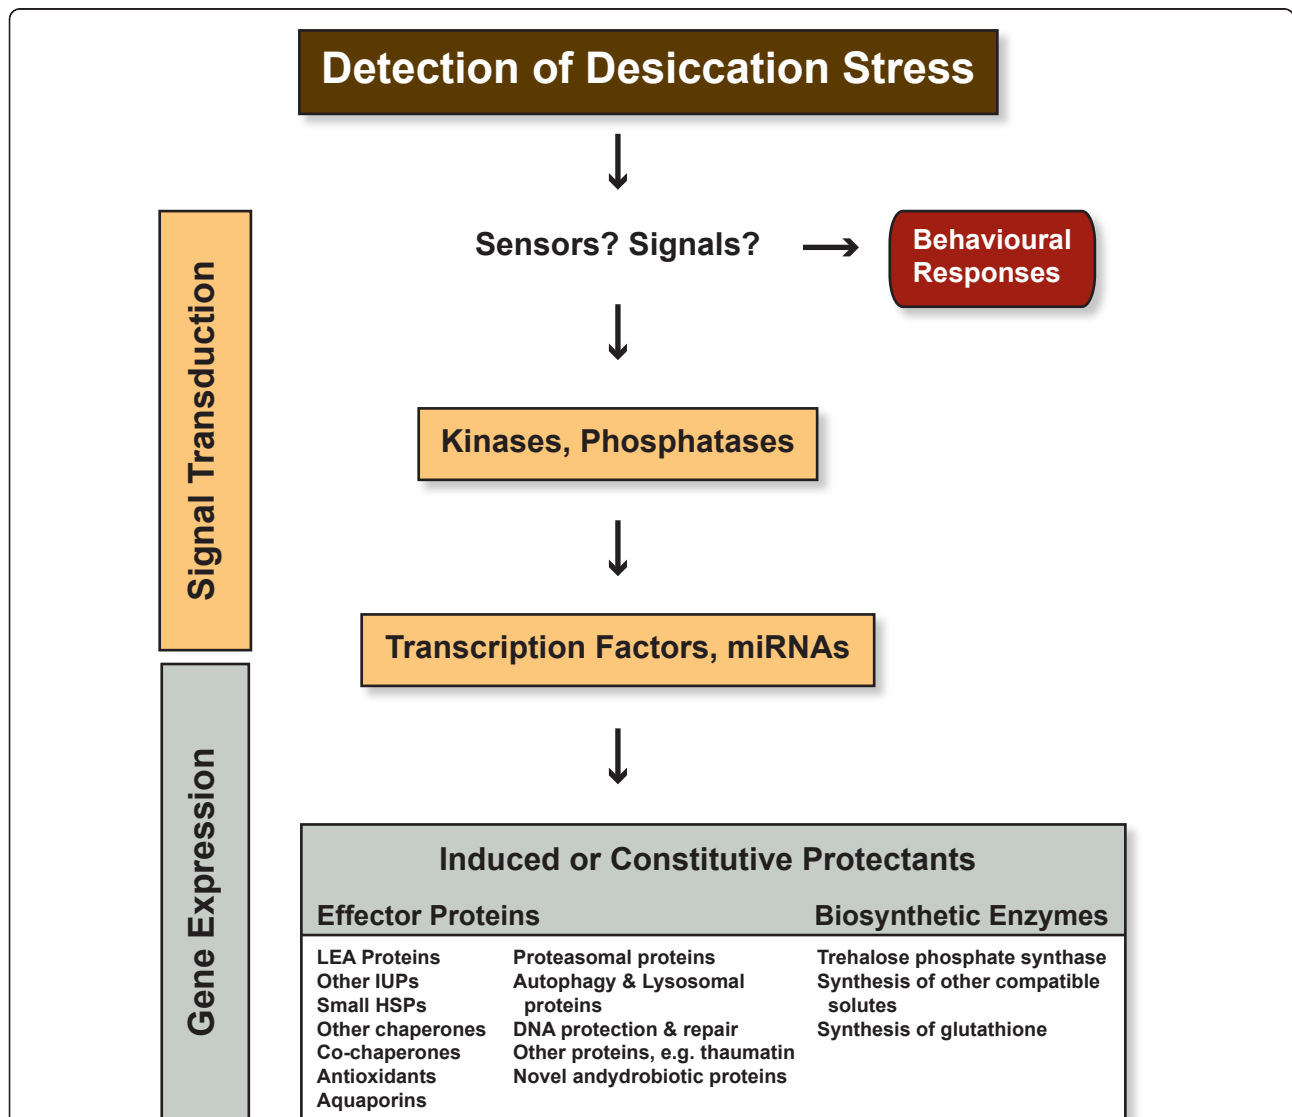 Detection of Desiccation Stress
Sensors? Signals?
Behavioural
Responses
Signal Transduction
Kinases, Phosphatases
Transcription Factors, miRNAs
Gene Expression
Induced or Constitutive Protectants
Effector Proteins
Biosynthetic Enzymes
LEA Proteins
Other IUPs
Small HSPs
Other chaperones
Co-chaperones
Antioxidants
Aquaporins
Proteasomal proteins
Autophagy & Lysosomal
proteins
DNA protection & repair
Other proteins, e.g. thaumatin
Novel andydrobiotic proteins
Trehalose phosphate synthase
Synthesis of other compatible
solutes
Synthesis of glutathione